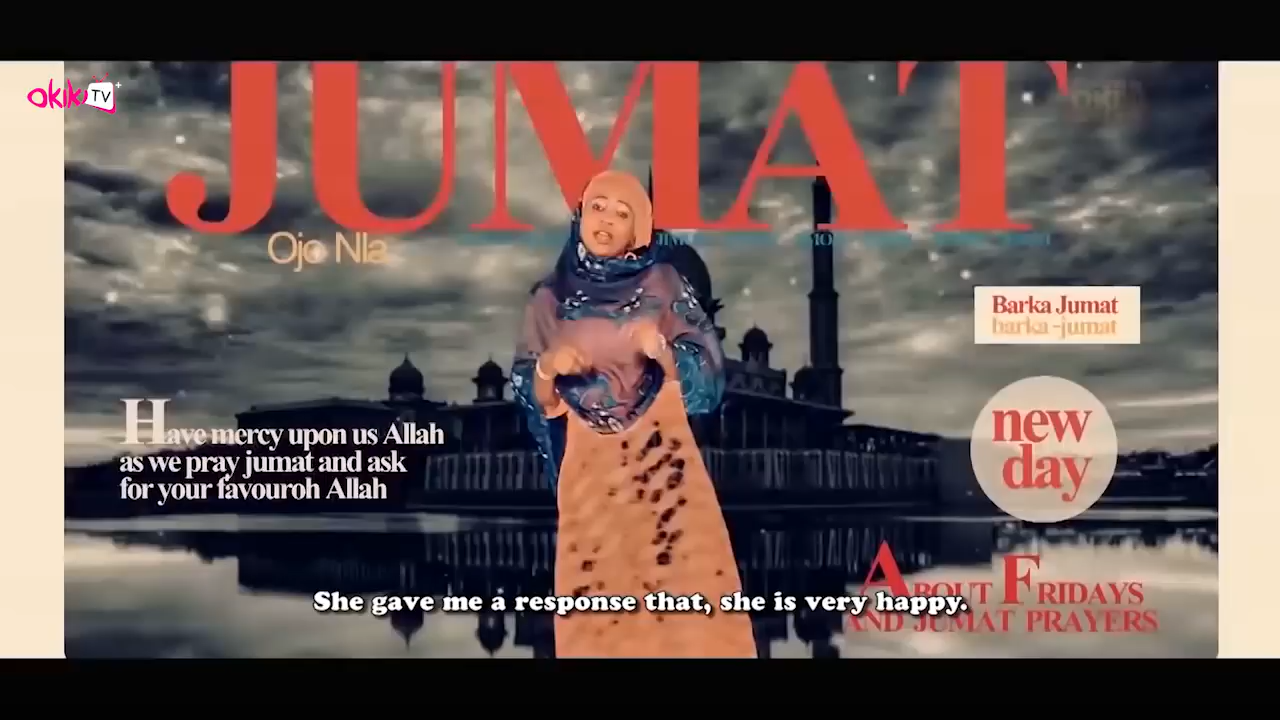 JUMAT
okiki TV+
Ojo Nla
Barka Jumat
barka -jumat
Have mercy upon us Allah
as we pray jumat and ask
for your favouroh Allah
new
day
ABOUT FRIDAYS
AND JUMAT PRAYERS
She gave me a response that, she is very happy.